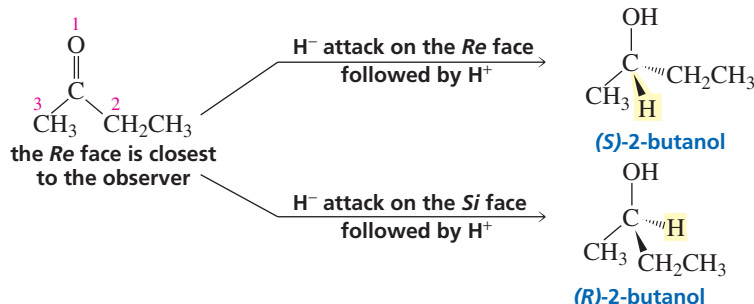 1
O
C
3
2
CH₃
CH₂CH₃
the Re face is closest
to the observer
H⁻ attack on the Re face
followed by H⁺
OH
C
CH₂CH₃
CH₃
H
(S)-2-butanol
H⁻ attack on the Si face
followed by H⁺
OH
C
H
CH₃
CH₂CH₃
(R)-2-butanol